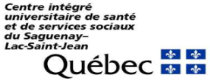 Centre intégré
universitaire de santé
et de services sociaux
du Saguenay–
Lac-Saint-Jean
Québec